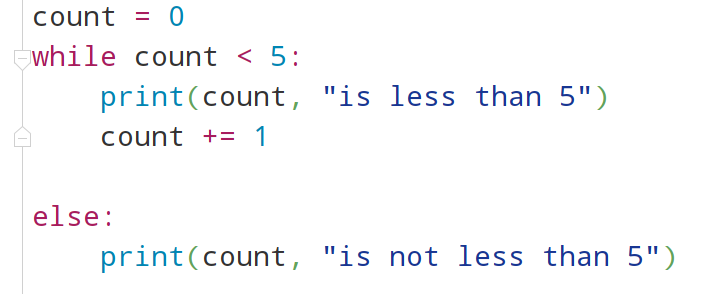 count = 0
while count < 5:
    print(count, "is less than 5")
    count += 1

else:
    print(count, "is not less than 5")